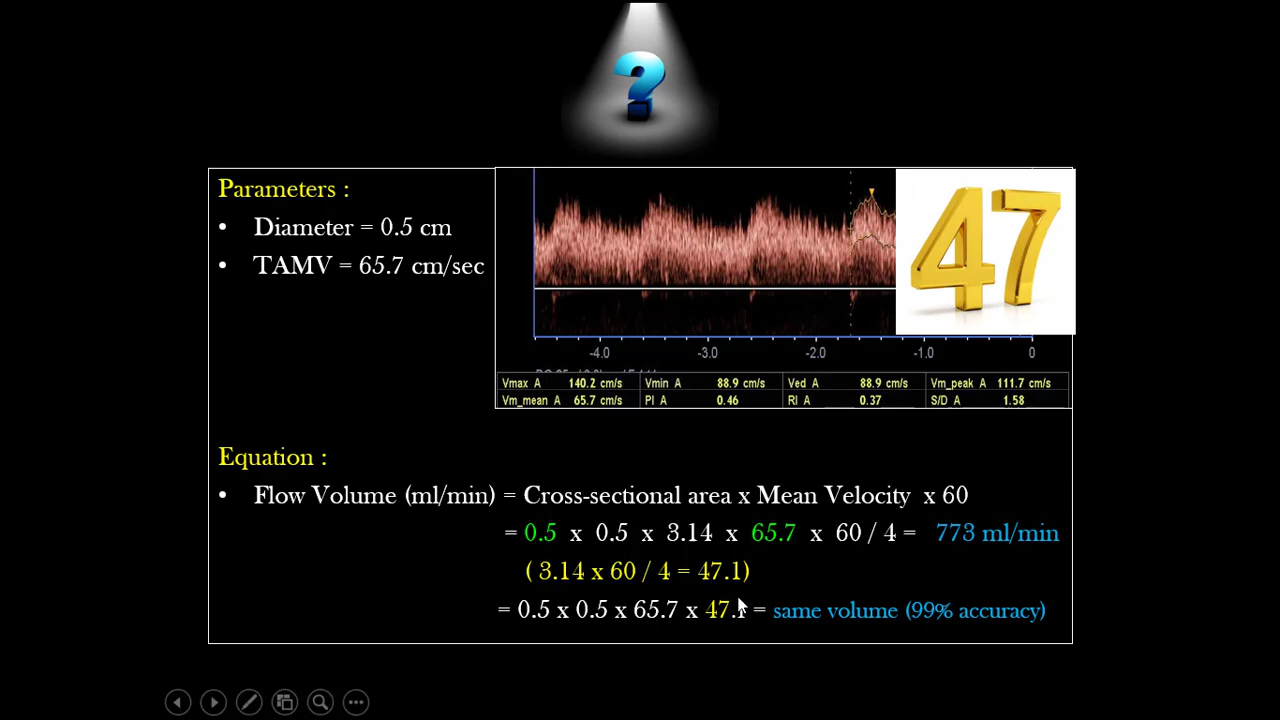 ?
Parameters :
• Diameter = 0.5 cm
• TAMV = 65.7 cm/sec
47
-4.0 -3.0 -2.0 -1.0 0
Vmax A 140.2 cm/s Vmin A 88.9 cm/s Ved A 88.9 cm/s Vm_peak A 111.7 cm/s
Vm_mean A 65.7 cm/s PI A 0.46 RI A 0.37 S/D A 1.58
Equation :
• Flow Volume (ml/min) = Cross-sectional area x Mean Velocity x 60
= 0.5 x 0.5 x 3.14 x 65.7 x 60 / 4 = 773 ml/min
( 3.14 x 60 / 4 = 47.1)
= 0.5 x 0.5 x 65.7 x 47.1 = same volume (99% accuracy)